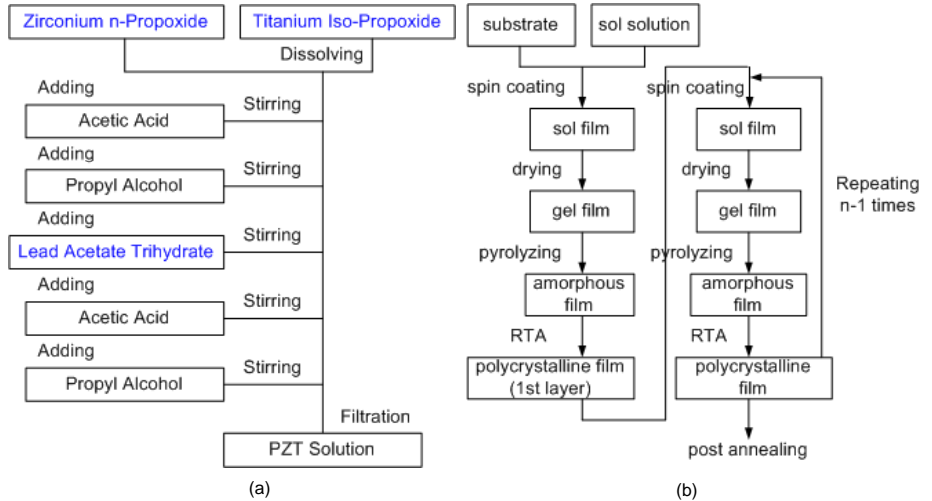 Zirconium n-Propoxide
Titanium Iso-Propoxide
Dissolving
Adding
Acetic Acid
Stirring
Adding
Propyl Alcohol
Stirring
Adding
Lead Acetate Trihydrate
Stirring
Adding
Acetic Acid
Stirring
Adding
Propyl Alcohol
Stirring
Filtration
PZT Solution
(a)
substrate
sol solution
spin coating
sol film
drying
gel film
pyrolyzing
amorphous
film
RTA
polycrystalline film
(1st layer)
spin coating
sol film
drying
gel film
pyrolyzing
amorphous
film
RTA
polycrystalline
film
Repeating
n-1 times
post annealing
(b)